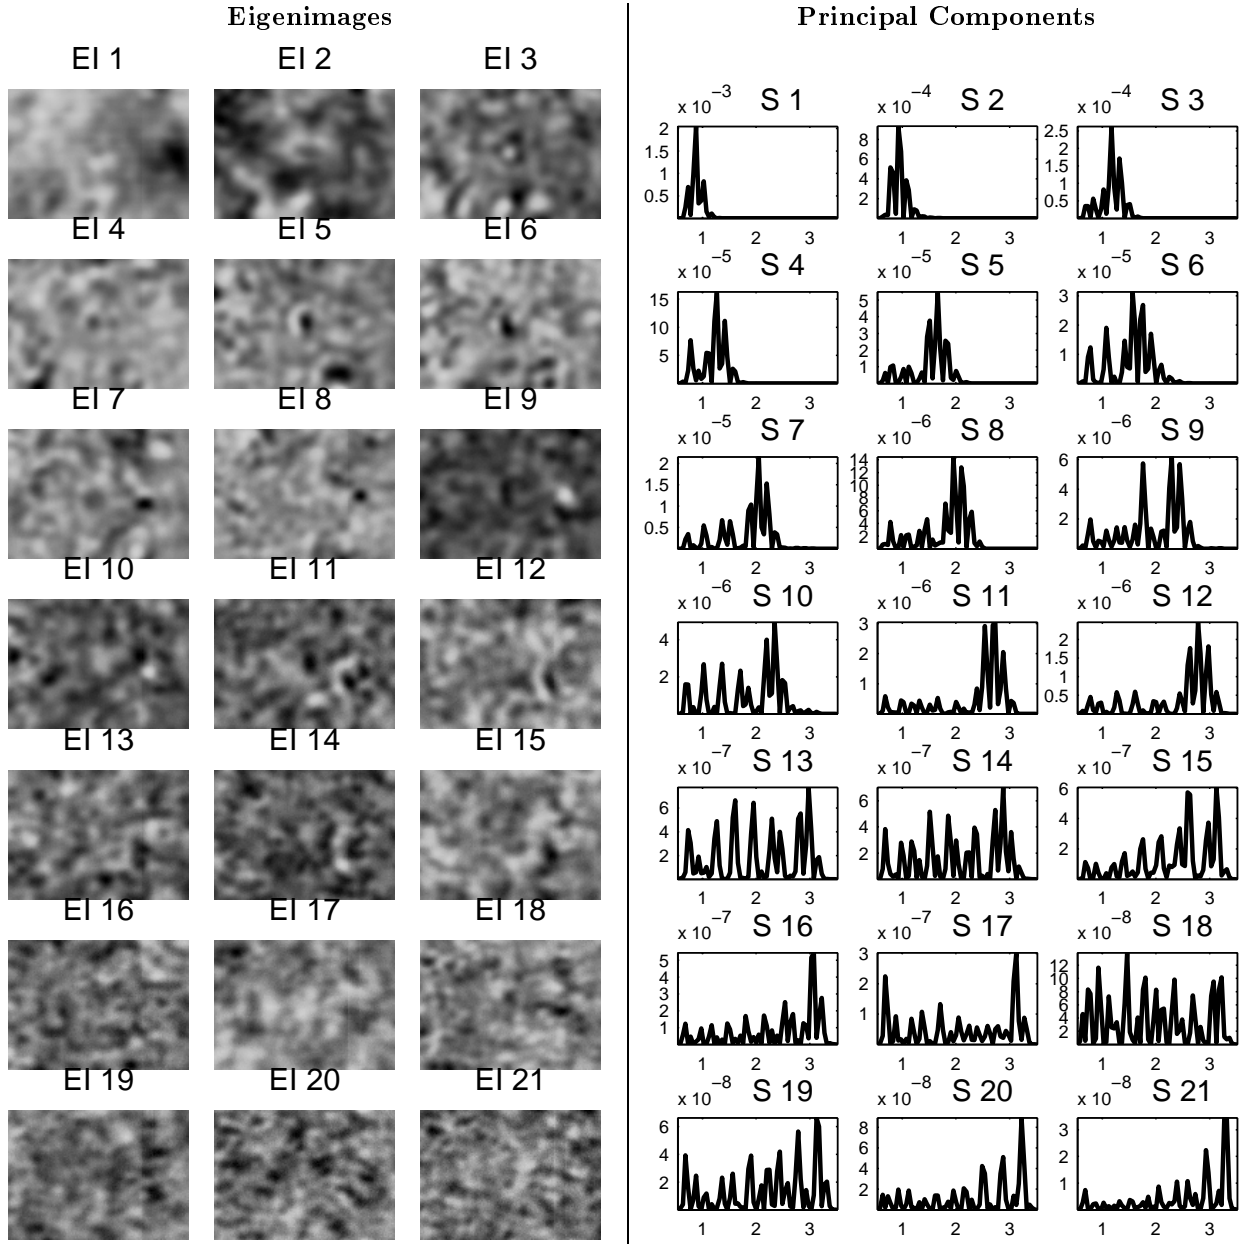 Eigenimages
EI 1 EI 2 EI 3
EI 4 EI 5 EI 6
EI 7 EI 8 EI 9
EI 10 EI 11 EI 12
EI 13 EI 14 EI 15
EI 16 EI 17 EI 18
EI 19 EI 20 EI 21
Principal Components
x 10⁻³ S 1 x 10⁻⁴ S 2 x 10⁻⁴ S 3
2 8 2.5
1.5 6 2
1 4 1.5
0.5 2 1
0.5
1 2 3 1 2 3 1 2 3
x 10⁻⁵ S 4 x 10⁻⁵ S 5 x 10⁻⁵ S 6
15 5 3
10 4 2
5 3 1
2
1
1 2 3 1 2 3 1 2 3
x 10⁻⁵ S 7 x 10⁻⁶ S 8 x 10⁻⁶ S 9
2 14 6
1.5 12 4
1 10 2
0.5 8
6
4
2
1 2 3 1 2 3 1 2 3
x 10⁻⁶ S 10 x 10⁻⁶ S 11 x 10⁻⁶ S 12
4 3 2
2 2 1.5
1 1
0.5
1 2 3 1 2 3 1 2 3
x 10⁻⁷ S 13 x 10⁻⁷ S 14 x 10⁻⁷ S 15
6 6 6
4 4 4
2 2 2
1 2 3 1 2 3 1 2 3
x 10⁻⁷ S 16 x 10⁻⁷ S 17 x 10⁻⁸ S 18
5 3 12
4 2 10
3 1 8
2 6
1 4
2
1 2 3 1 2 3 1 2 3
x 10⁻⁸ S 19 x 10⁻⁸ S 20 x 10⁻⁸ S 21
6 8 3
4 6 2
2 4 1
2
1 2 3 1 2 3 1 2 3